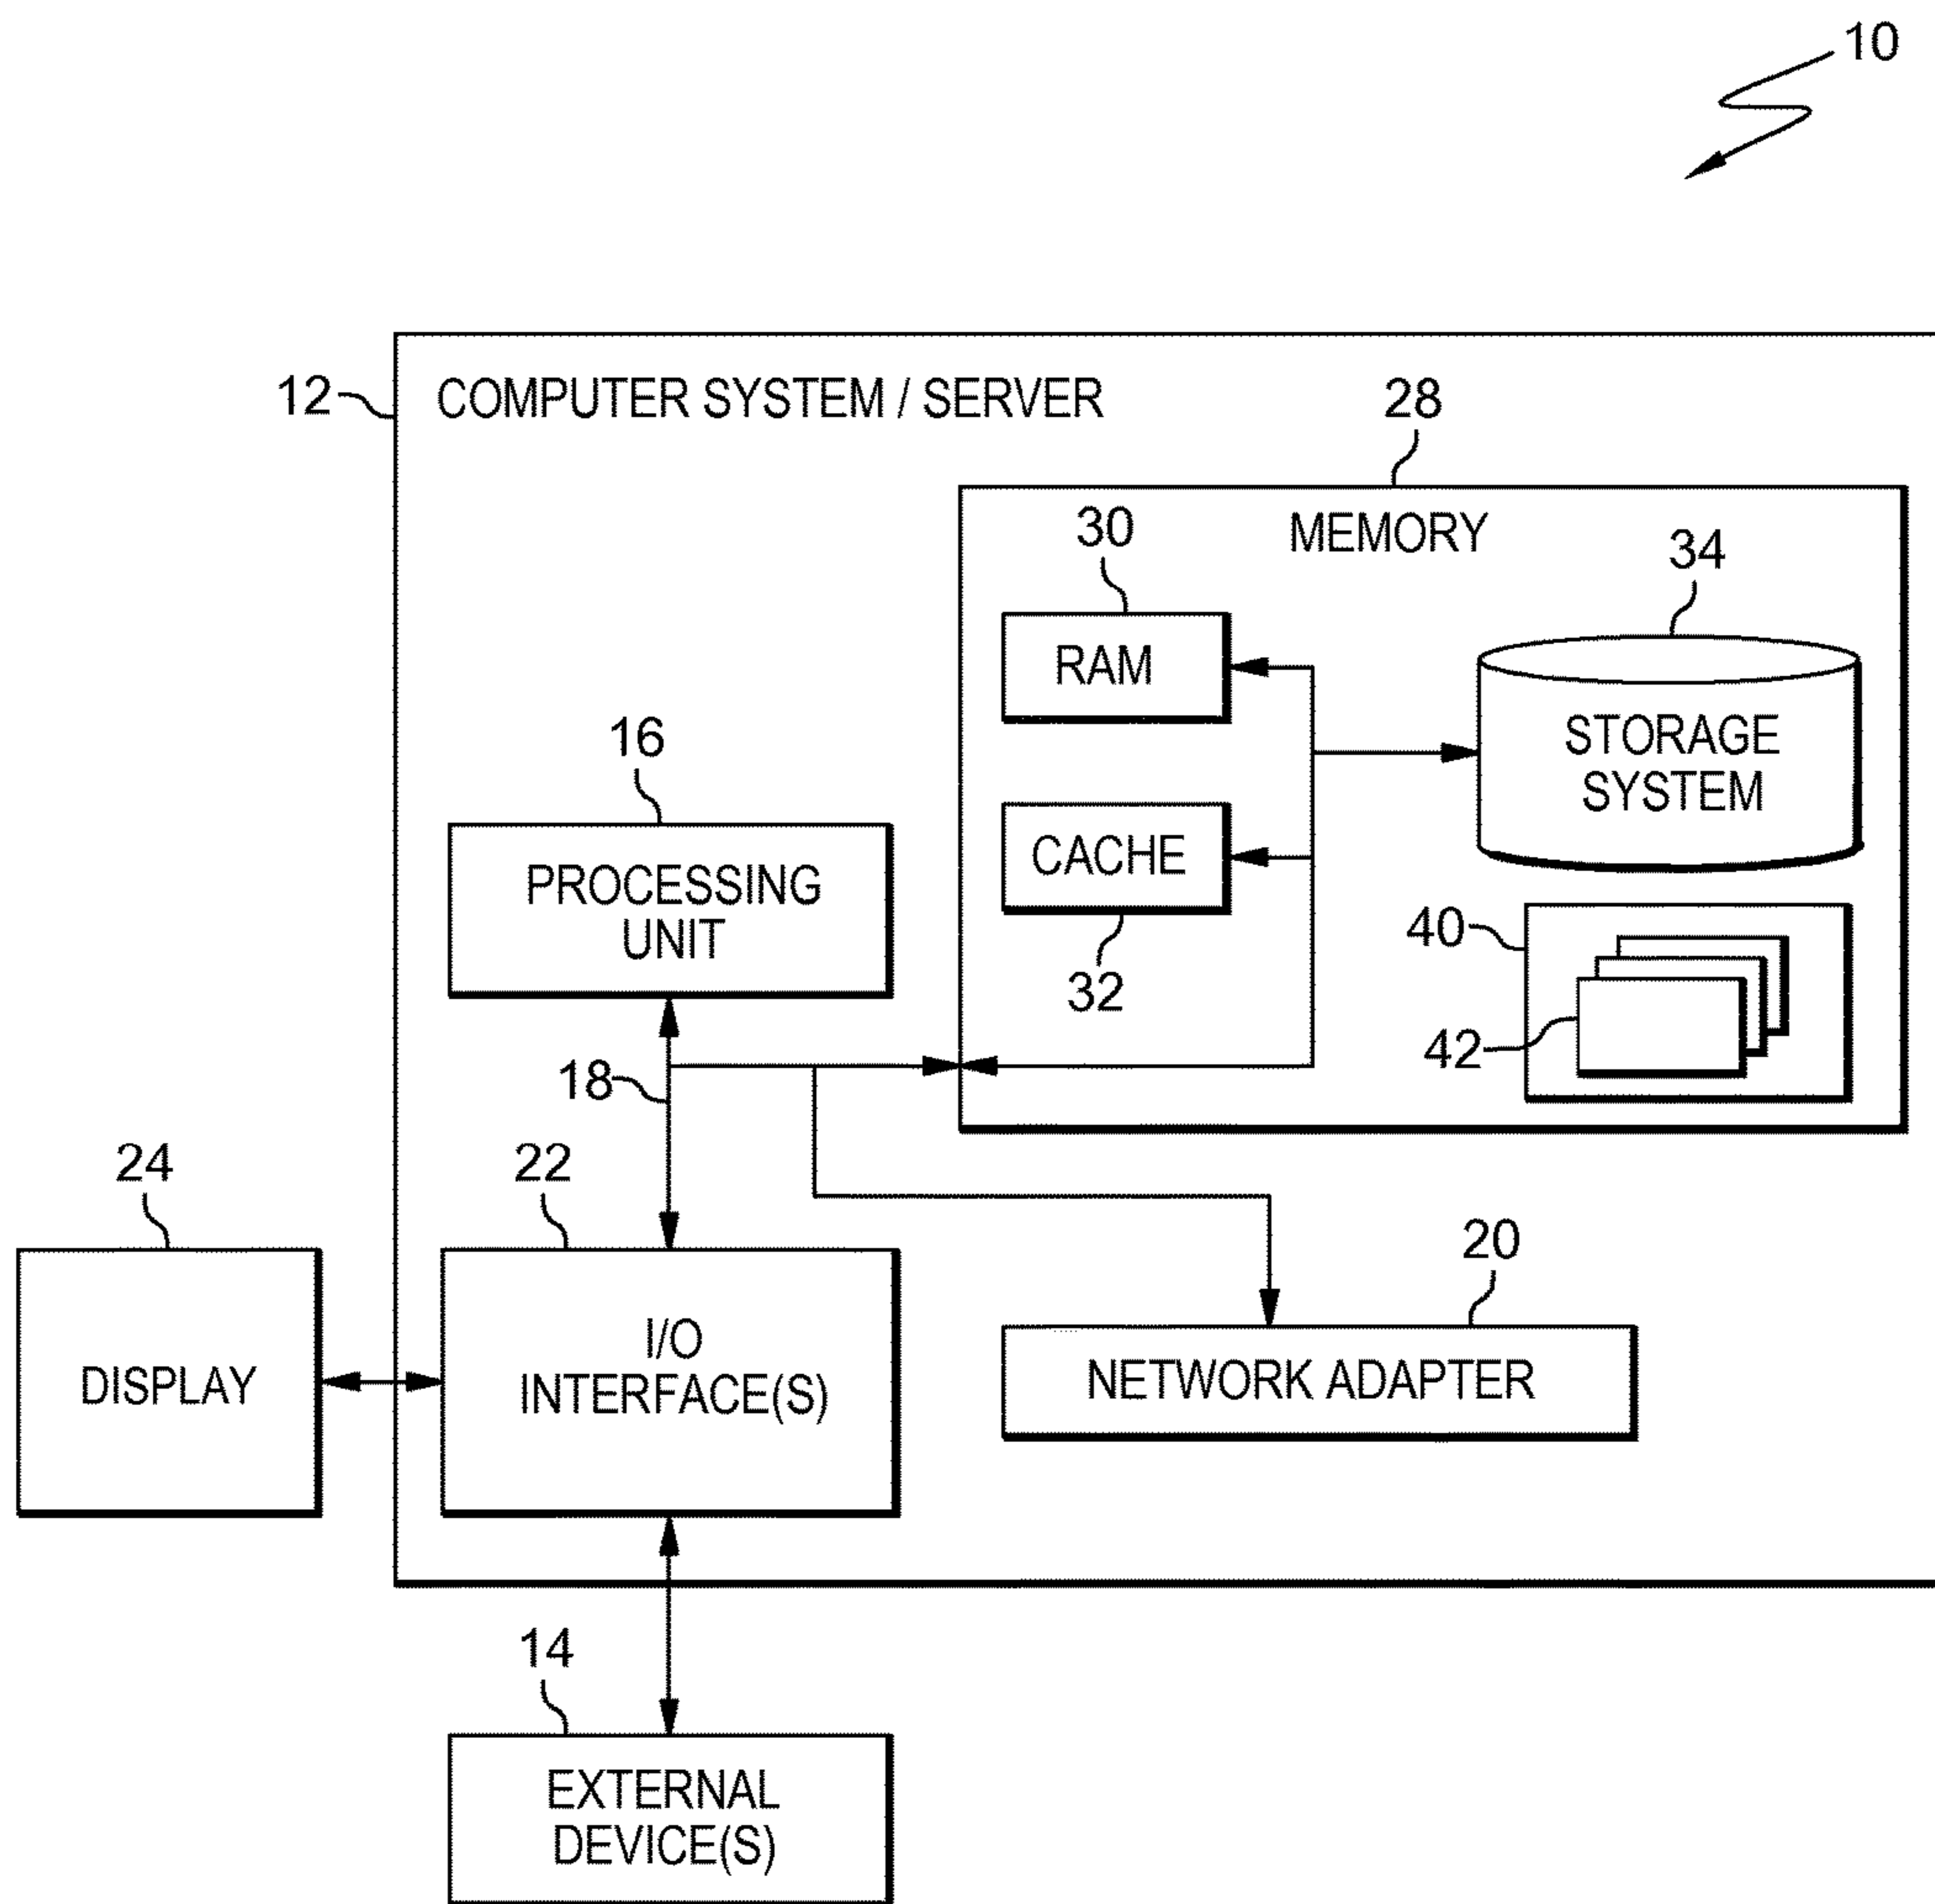 10
12
COMPUTER SYSTEM / SERVER
28
MEMORY
30
RAM
34
STORAGE
SYSTEM
16
PROCESSING
UNIT
CACHE
32
40
42
18
24
DISPLAY
22
I/O
INTERFACE(S)
20
NETWORK ADAPTER
14
EXTERNAL
DEVICE(S)